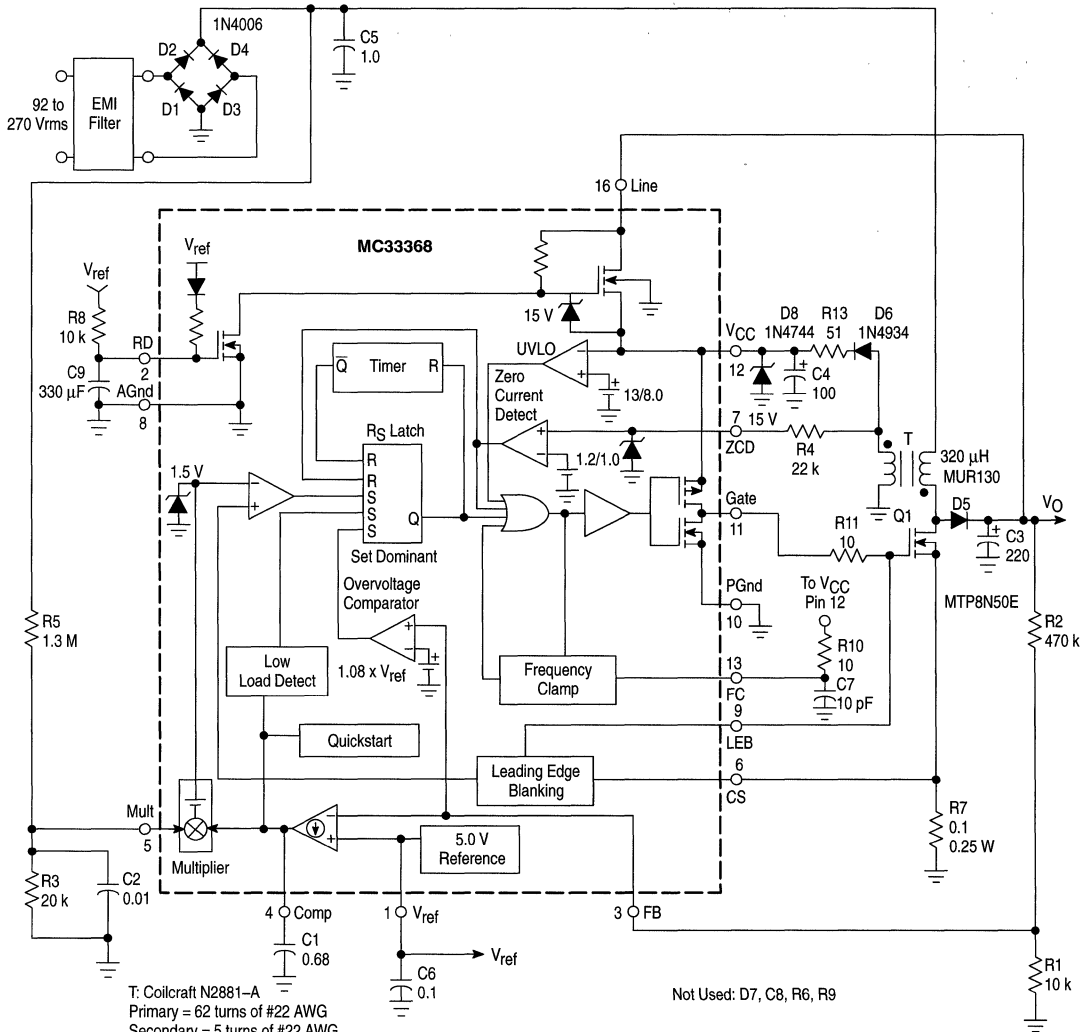 1N4006
D2
D4
D1
D3
C5
1.0
92 to
270 Vrms
EMI
Filter
16
Line
MC33368
Vref
Vref
R8
10 k
RD
2
C9
330 µF
AGnd
8
15 V
UVLO
VCC
12
D8
1N4744
R13
51
D6
1N4934
C4
100
13/8.0
Q
Timer
R
Zero
Current
Detect
7
15 V
ZCD
R4
22 k
T
320 µH
MUR130
1.2/1.0
RS Latch
R
R
S
S
S
Q
Set Dominant
1.5 V
Gate
11
R11
10
Q1
D5
VO
C3
220
MTP8N50E
Overvoltage
Comparator
1.08 x Vref
PGnd
10
To VCC
Pin 12
R10
10
C7
10 pF
R5
1.3 M
R2
470 k
Low
Load Detect
Frequency
Clamp
13
FC
9
LEB
Quickstart
Leading Edge
Blanking
6
CS
R7
0.1
0.25 W
Mult
5
Multiplier
5.0 V
Reference
R3
20 k
C2
0.01
4
Comp
1
Vref
3
FB
C1
0.68
Vref
C6
0.1
R1
10 k
T: Coilcraft N2881–A
Primary = 62 turns of #22 AWG
Secondary = 5 turns of #22 AWG
Not Used: D7, C8, R6, R9